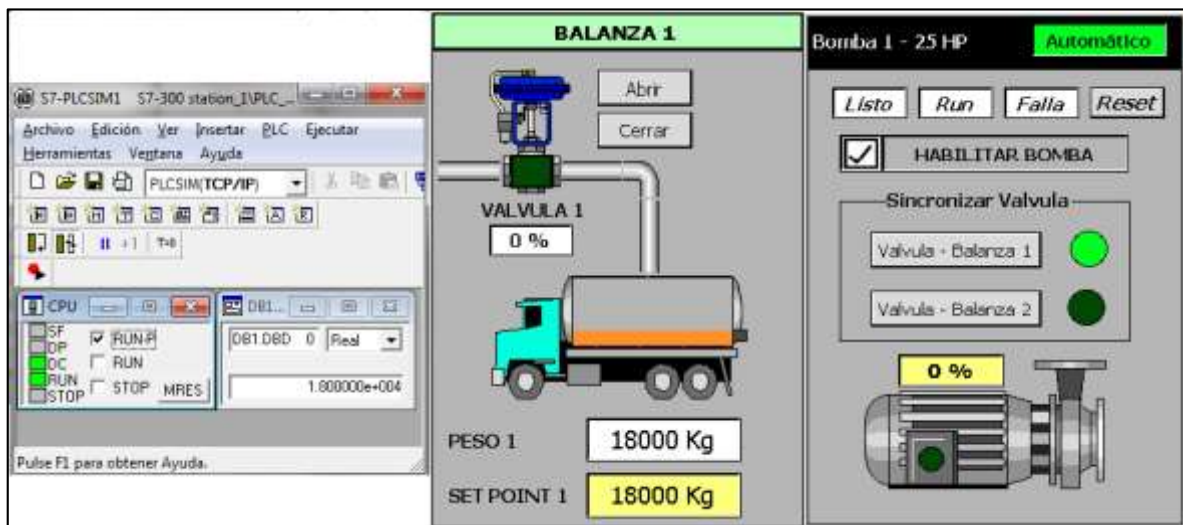 S7-PLCSIM1 S7-300 station_1\PLC_...
Archivo Edición Ver Insertar PLC Ejecutar
Herramientas Ventana Ayuda
PLCSIM(TCP/IP)
+1 T=0
CPU
SF
DP
DC
RUN
STOP
RUN-P
RUN
STOP MRES
DB1...
DB1.DBD 0 Real
1.800000e+004
Pulse F1 para obtener Ayuda.
BALANZA 1
Abrir
Cerrar
VALVULA 1
0 %
PESO 1 18000 Kg
SET POINT 1 18000 Kg
Bomba 1 - 25 HP Automático
Listo Run Falla Reset
HABILITAR BOMBA
Sincronizar Valvula
Valvula - Balanza 1
Valvula - Balanza 2
0 %